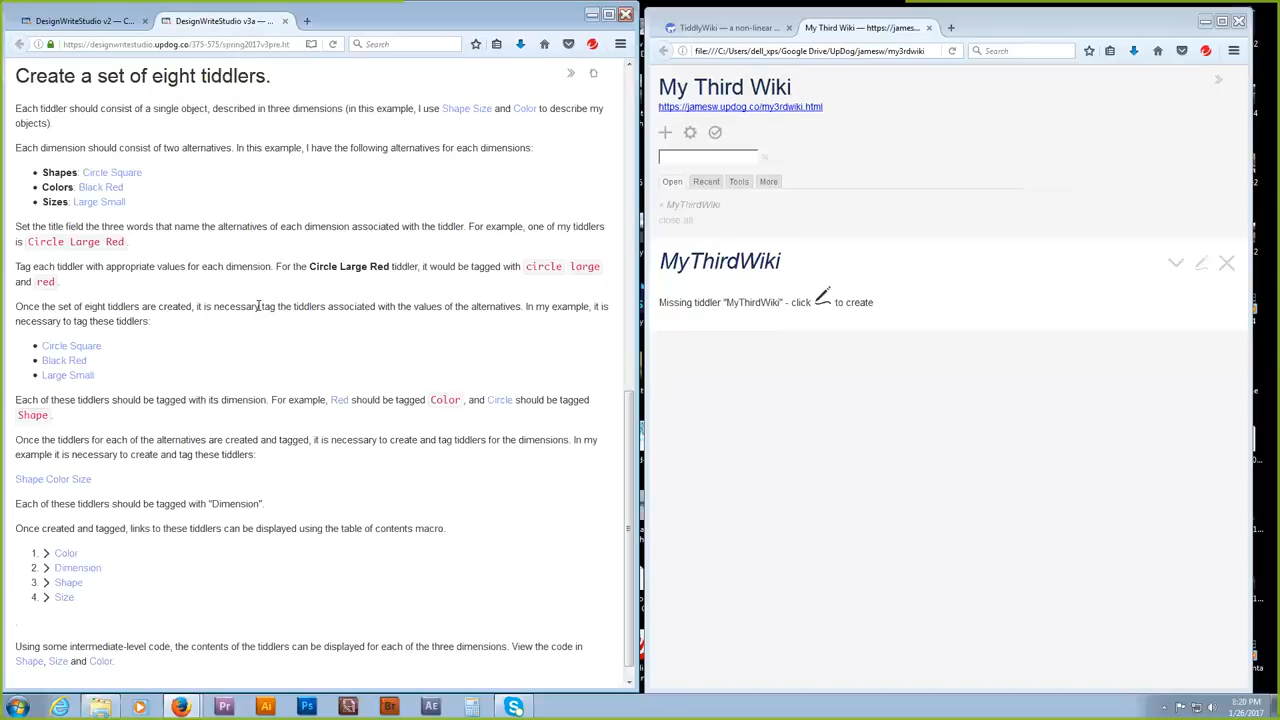 DesignWriteStudio v2 — C...
DesignWriteStudio v3a —...
https://designwritestudio.updog.co/375-575/spring2017v3pre.ht
Search
Create a set of eight tiddlers.
Each tiddler should consist of a single object, described in three dimensions (in this example, I use Shape Size and Color to describe my
objects).
Each dimension should consist of two alternatives. In this example, I have the following alternatives for each dimensions:
Shapes: Circle Square
Colors: Black Red
Sizes: Large Small
Set the title field the three words that name the alternatives of each dimension associated with the tiddler. For example, one of my tiddlers
is Circle Large Red.
Tag each tiddler with appropriate values for each dimension. For the Circle Large Red tiddler, it would be tagged with circle large
and red.
Once the set of eight tiddlers are created, it is necessary tag the tiddlers associated with the values of the alternatives. In my example, it is
necessary to tag these tiddlers:
Circle Square
Black Red
Large Small
Each of these tiddlers should be tagged with its dimension. For example, Red should be tagged Color, and Circle should be tagged
Shape.
Once the tiddlers for each of the alternatives are created and tagged, it is necessary to create and tag tiddlers for the dimensions. In my
example it is necessary to create and tag these tiddlers:
Shape Color Size
Each of these tiddlers should be tagged with "Dimension".
Once created and tagged, links to these tiddlers can be displayed using the table of contents macro.
1. Color
2. Dimension
3. Shape
4. Size
.
Using some intermediate-level code, the contents of the tiddlers can be displayed for each of the three dimensions. View the code in
Shape, Size and Color.
TiddlyWiki — a non-linear ...
My Third Wiki — https://james...
file:///C:/Users/dell_xps/Google Drive/UpDog/jamesw/my3rdwiki
Search
My Third Wiki
https://jamesw.updog.co/my3rdwiki.html
Open Recent Tools More
× MyThirdWiki
close all
MyThirdWiki
Missing tiddler "MyThirdWiki" - click to create
Pr Ai Ps Br AE
8:20 PM
1/26/2017